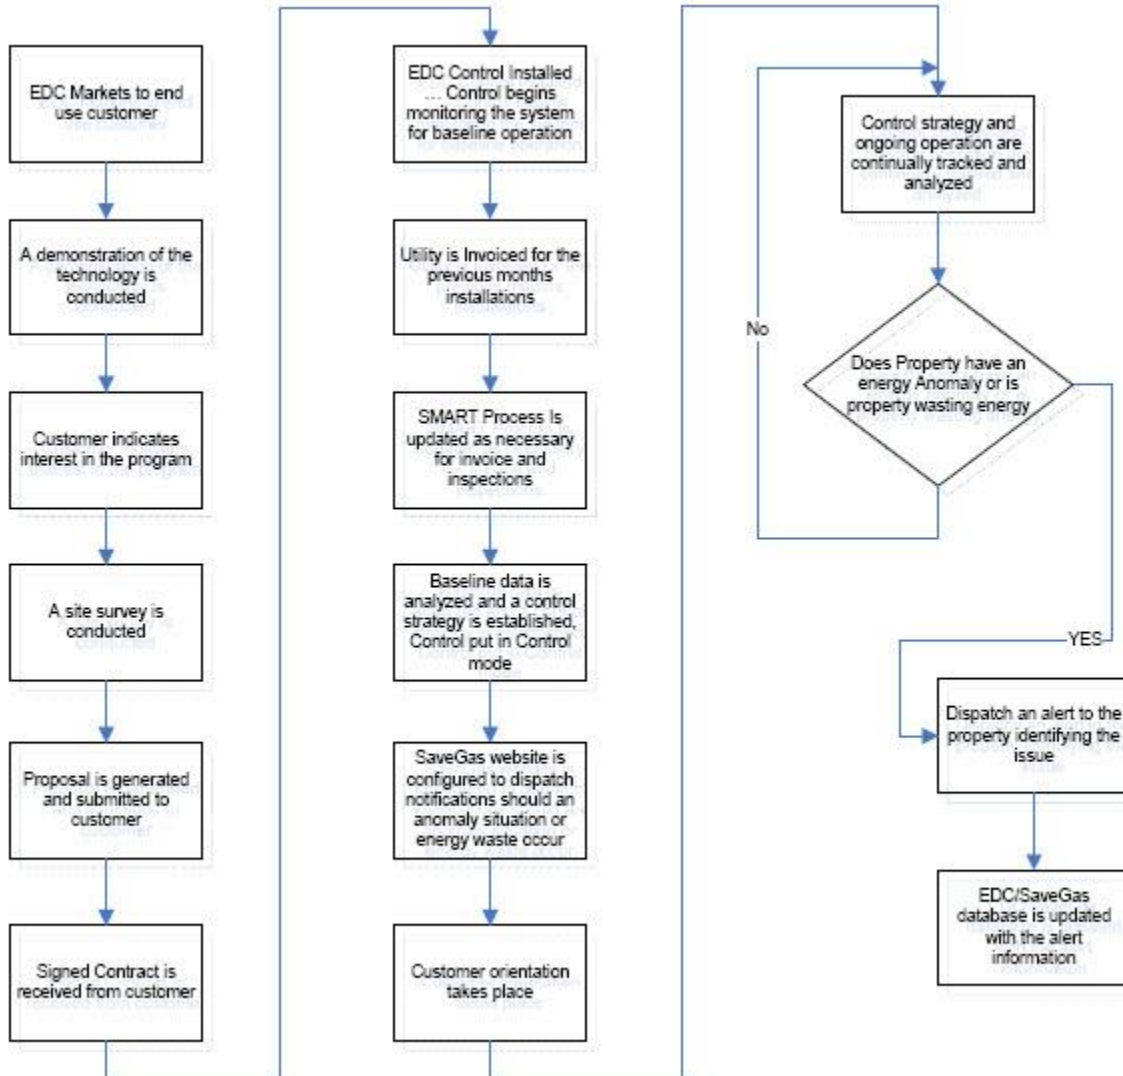 EDC Markets to end
use customer
A demonstration of the
technology is
conducted
Customer indicates
interest in the program
A site survey is
conducted
Proposal is generated
and submitted to
customer
Signed Contract is
received from customer
EDC Control Installed
... Control begins
monitoring the system
for baseline operation
Utility is Invoiced for the
previous months
installations
SMART Process Is
updated as necessary
for invoice and
inspections
Baseline data is
analyzed and a control
strategy is established,
Control put in Control
mode
SaveGas website is
configured to dispatch
notifications should an
anomaly situation or
energy waste occur
Customer orientation
takes place
Control strategy and
ongoing operation are
continually tracked and
analyzed
Does Property have an
energy Anomaly or is
property wasting energy
No
YES
Dispatch an alert to the
property identifying the
issue
EDC/SaveGas
database is updated
with the alert
information